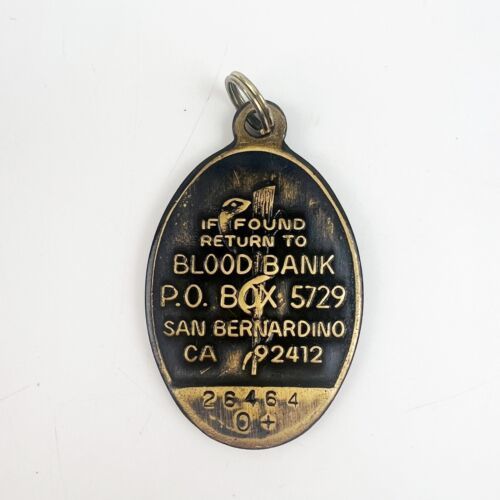 IF FOUND
RETURN TO
BLOOD BANK
P.O. BOX 5729
SAN BERNARDINO
CA 92412
26464
O+